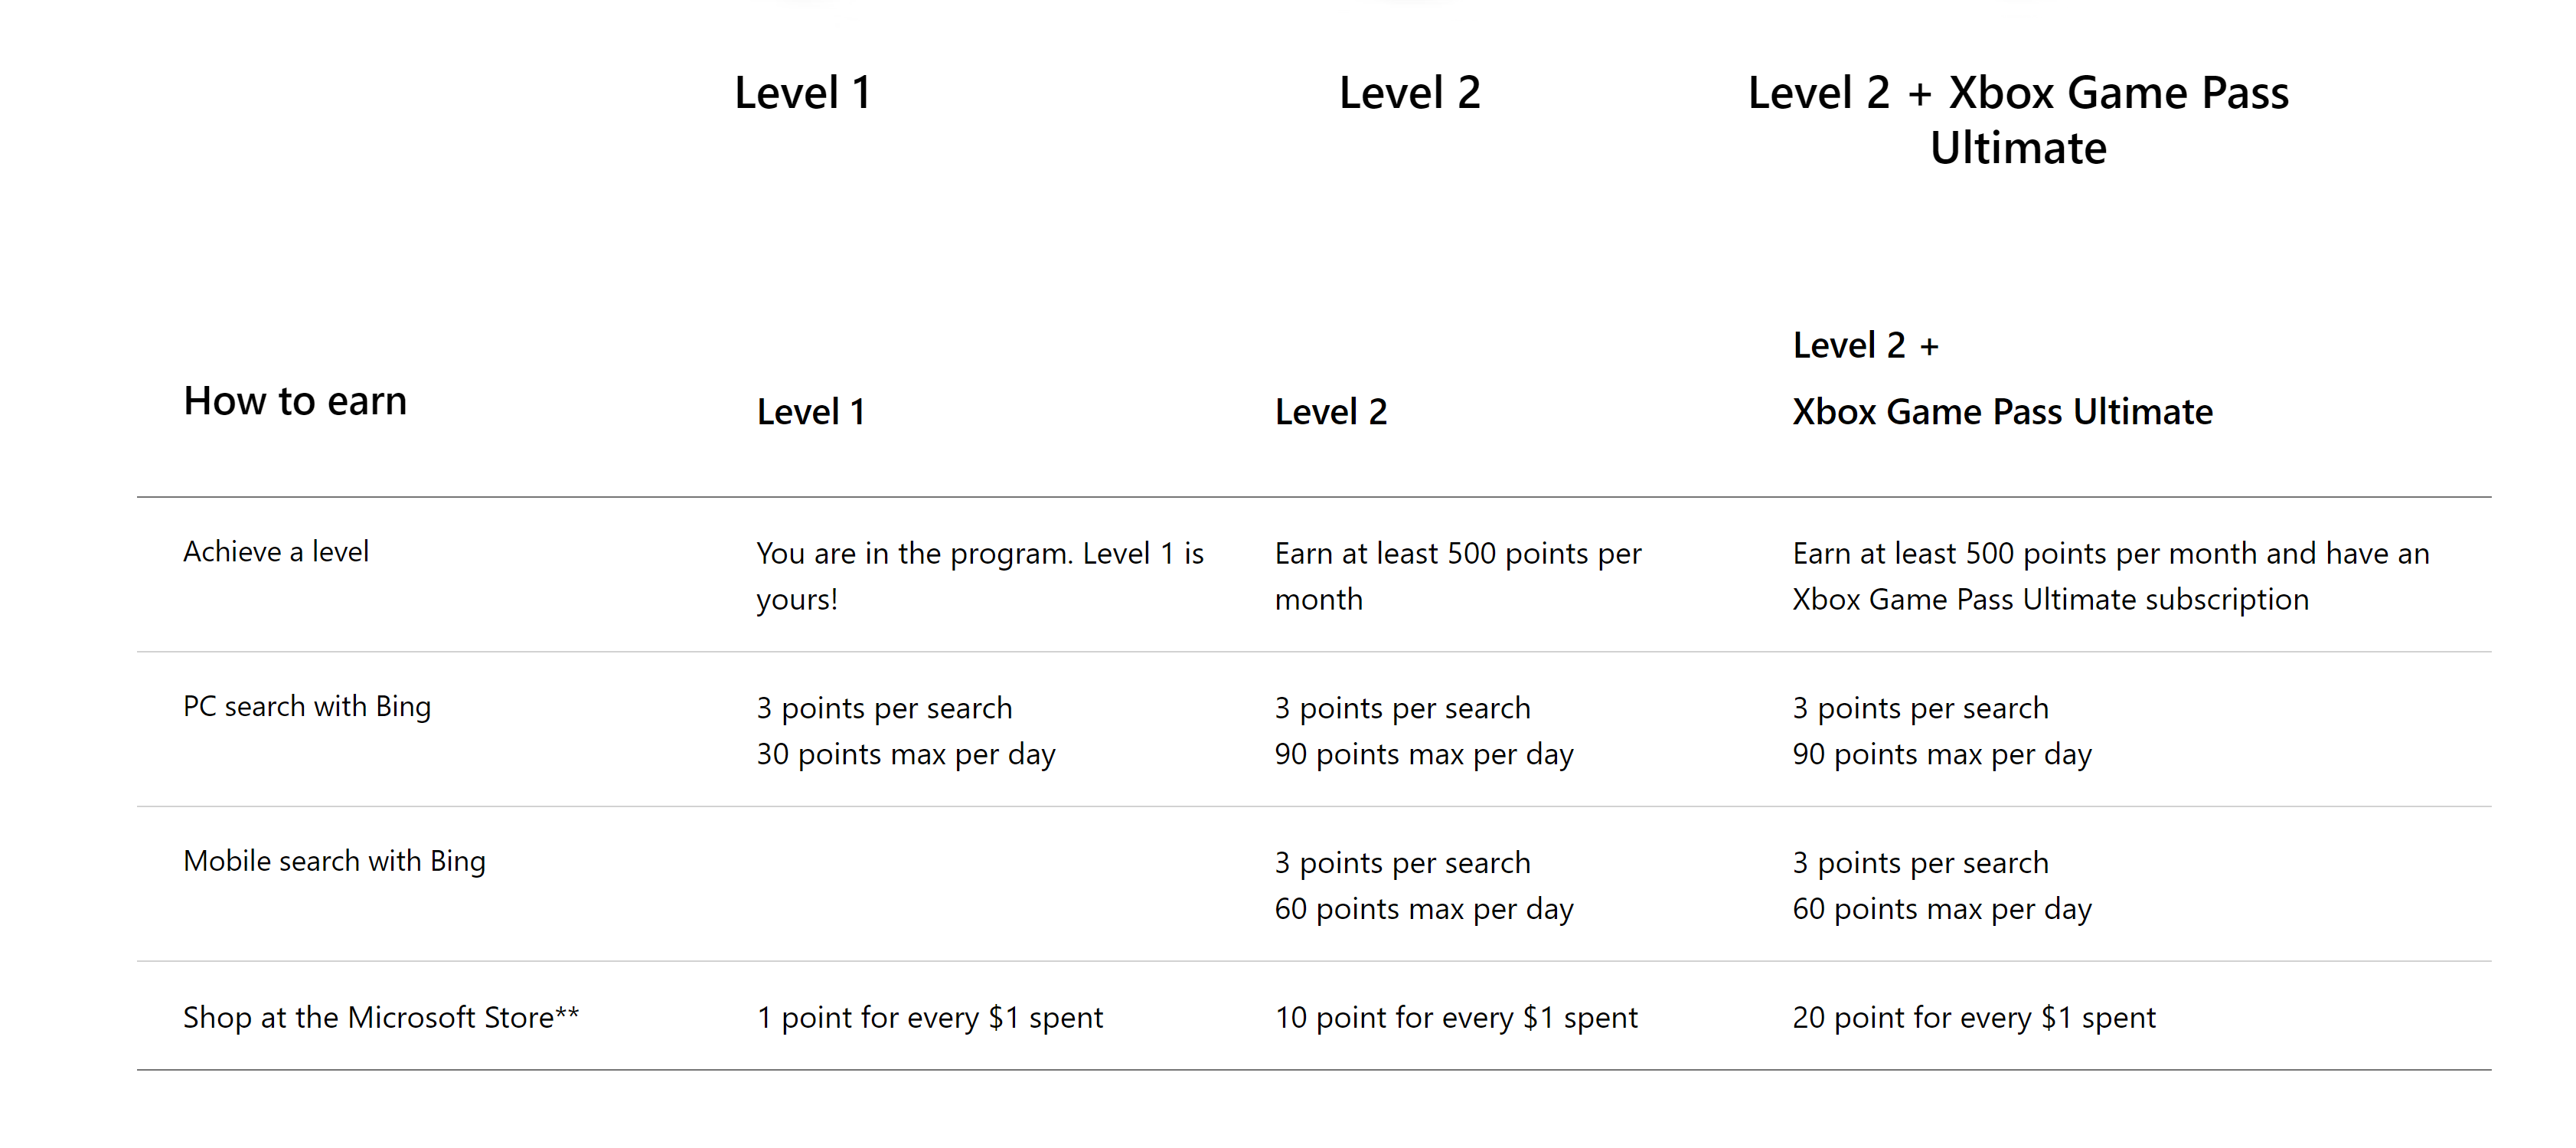 Level 1
Level 2
Level 2 + Xbox Game Pass
Ultimate
How to earn
Level 1
Level 2
Level 2 +
Xbox Game Pass Ultimate
Achieve a level
You are in the program. Level 1 is
yours!
Earn at least 500 points per
month
Earn at least 500 points per month and have an
Xbox Game Pass Ultimate subscription
PC search with Bing
3 points per search
30 points max per day
3 points per search
90 points max per day
3 points per search
90 points max per day
Mobile search with Bing
3 points per search
60 points max per day
3 points per search
60 points max per day
Shop at the Microsoft Store**
1 point for every $1 spent
10 point for every $1 spent
20 point for every $1 spent